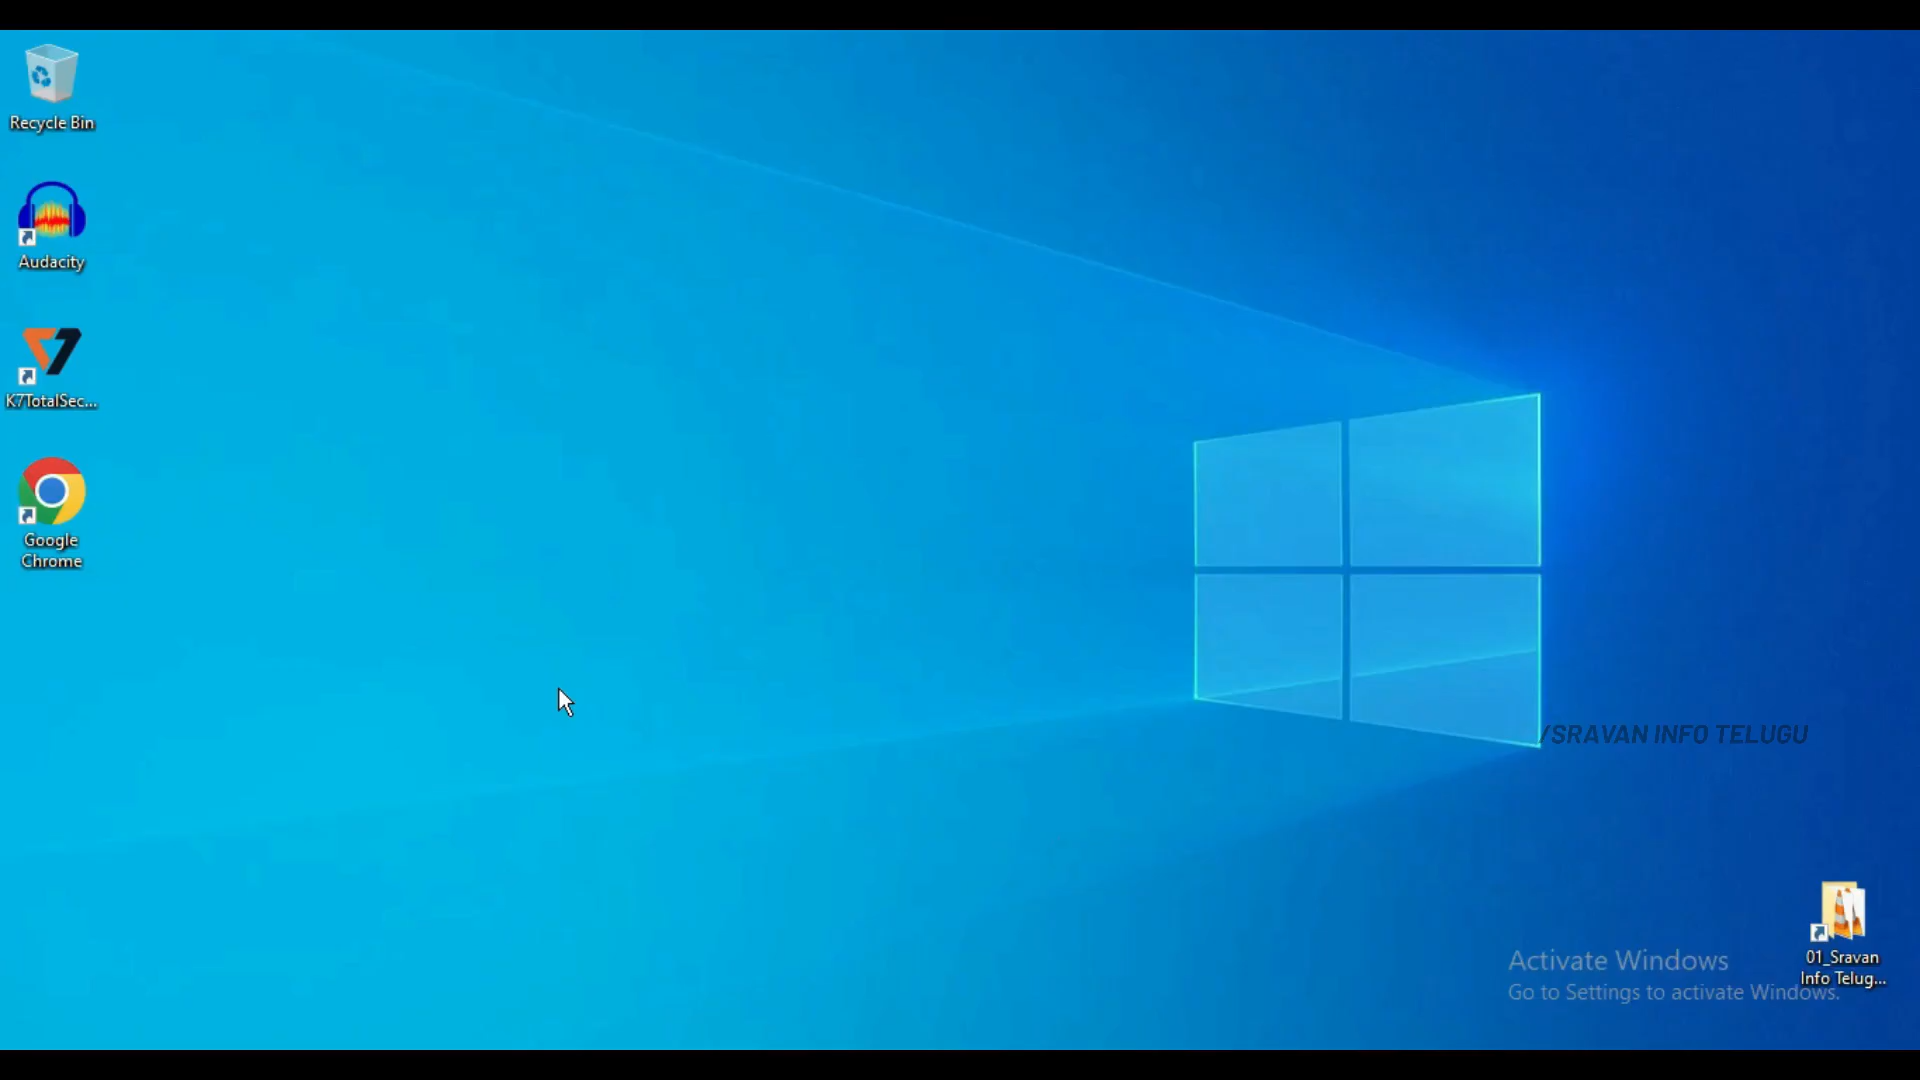 Recycle Bin
Audacity
K7TotalSec...
Google
Chrome
/SRAVAN INFO TELUGU
Activate Windows
Go to Settings to activate Windows.
01_Sravan
Info Telug...